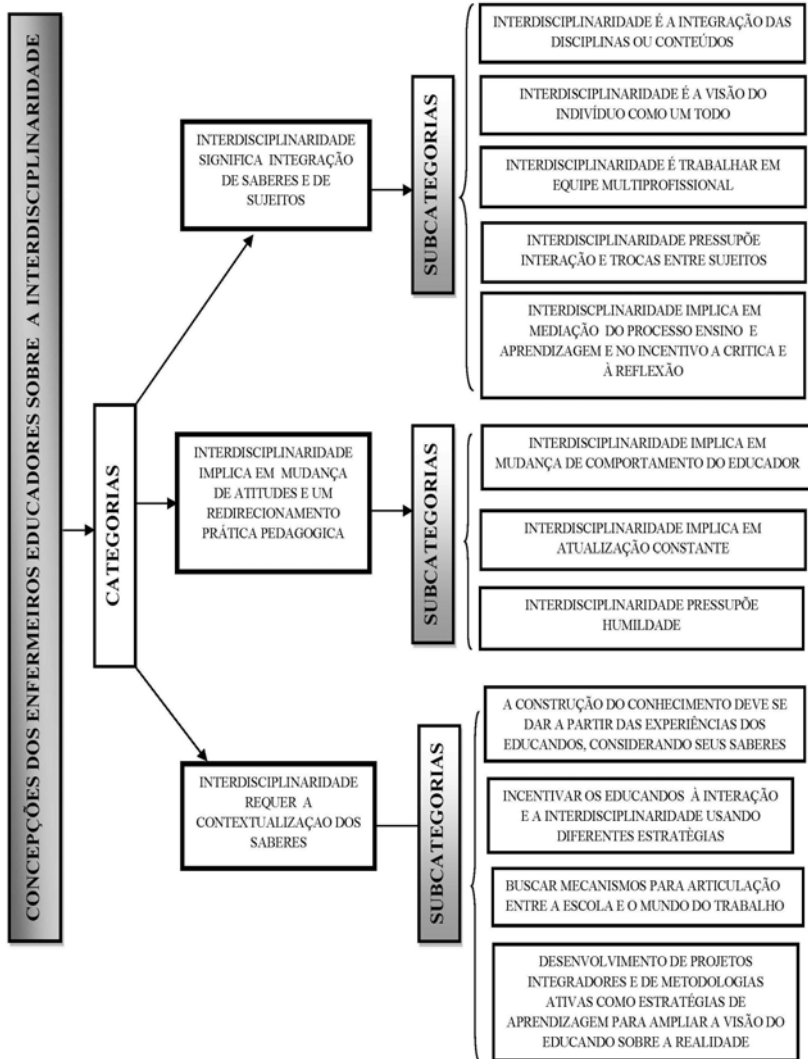 CONCEPÇÕES DOS ENFERMEIROS EDUCADORES SOBRE A INTERDISCIPLINARIDADE
CATEGORIAS
INTERDISCIPLINARIDADE
SIGNIFICA INTEGRAÇÃO
DE SABERES E DE
SUJEITOS
SUBCATEGORIAS
INTERDISCIPLINARIDADE É A INTEGRAÇÃO DAS
DISCIPLINAS OU CONTEÚDOS
INTERDISCIPLINARIDADE É A VISÃO DO
INDIVÍDUO COMO UM TODO
INTERDISCIPLINARIDADE É TRABALHAR EM
EQUIPE MULTIPROFISSIONAL
INTERDISCIPLINARIDADE PRESSUPÕE
INTERAÇÃO E TROCAS ENTRE SUJEITOS
INTERDISCPLINARIDADE IMPLICA EM
MEDIAÇÃO DO PROCESSO ENSINO E
APRENDIZAGEM E NO INCENTIVO A CRITICA E
À REFLEXÃO
INTERDISCIPLINARIDADE
IMPLICA EM MUDANÇA
DE ATITUDES E UM
REDIRECIONAMENTO
PRÁTICA PEDAGOGICA
SUBCATEGORIAS
INTERDISCIPLINARIDADE IMPLICA EM
MUDANÇA DE COMPORTAMENTO DO EDUCADOR
INTERDISCIPLINARIDADE IMPLICA EM
ATUALIZAÇÃO CONSTANTE
INTERDISCIPLINARIDADE PRESSUPÕE
HUMILDADE
INTERDISCIPLINARIDADE
REQUER A
CONTEXTUALIZAÇAO DOS
SABERES
SUBCATEGORIAS
A CONSTRUÇÃO DO CONHECIMENTO DEVE SE
DAR A PARTIR DAS EXPERIÊNCIAS DOS
EDUCANDOS, CONSIDERANDO SEUS SABERES
INCENTIVAR OS EDUCANDOS À INTERAÇÃO
E A INTERDISCIPLINARIDADE USANDO
DIFERENTES ESTRATÈGIAS
BUSCAR MECANISMOS PARA ARTICULAÇÃO
ENTRE A ESCOLA E O MUNDO DO TRABALHO
DESENVOLVIMENTO DE PROJETOS
INTEGRADORES E DE METODOLOGIAS
ATIVAS COMO ESTRATÉGIAS DE
APRENDIZAGEM PARA AMPLIAR A VISÃO DO
EDUCANDO SOBRE A REALIDADE